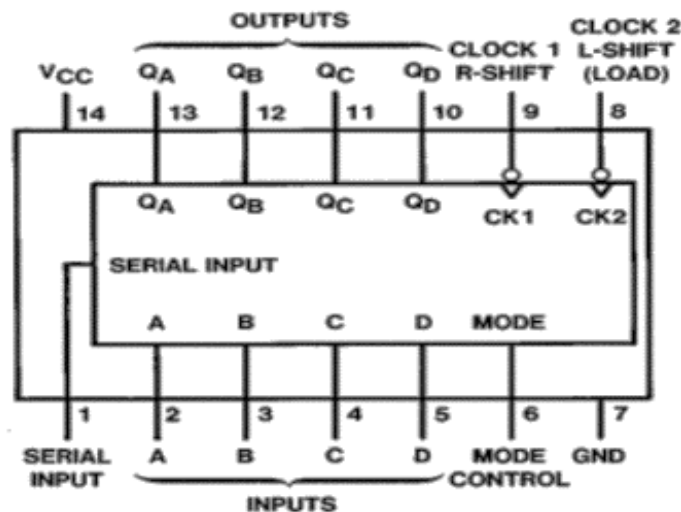 OUTPUTS
CLOCK 2
CLOCK 1 L-SHIFT
VCC QA QB QC QD R-SHIFT (LOAD)
14 13 12 11 10 9 8
QA QB QC QD CK1 CK2
SERIAL INPUT
A B C D MODE
1 2 3 4 5 6 7
SERIAL A B C D MODE GND
INPUT CONTROL
INPUTS